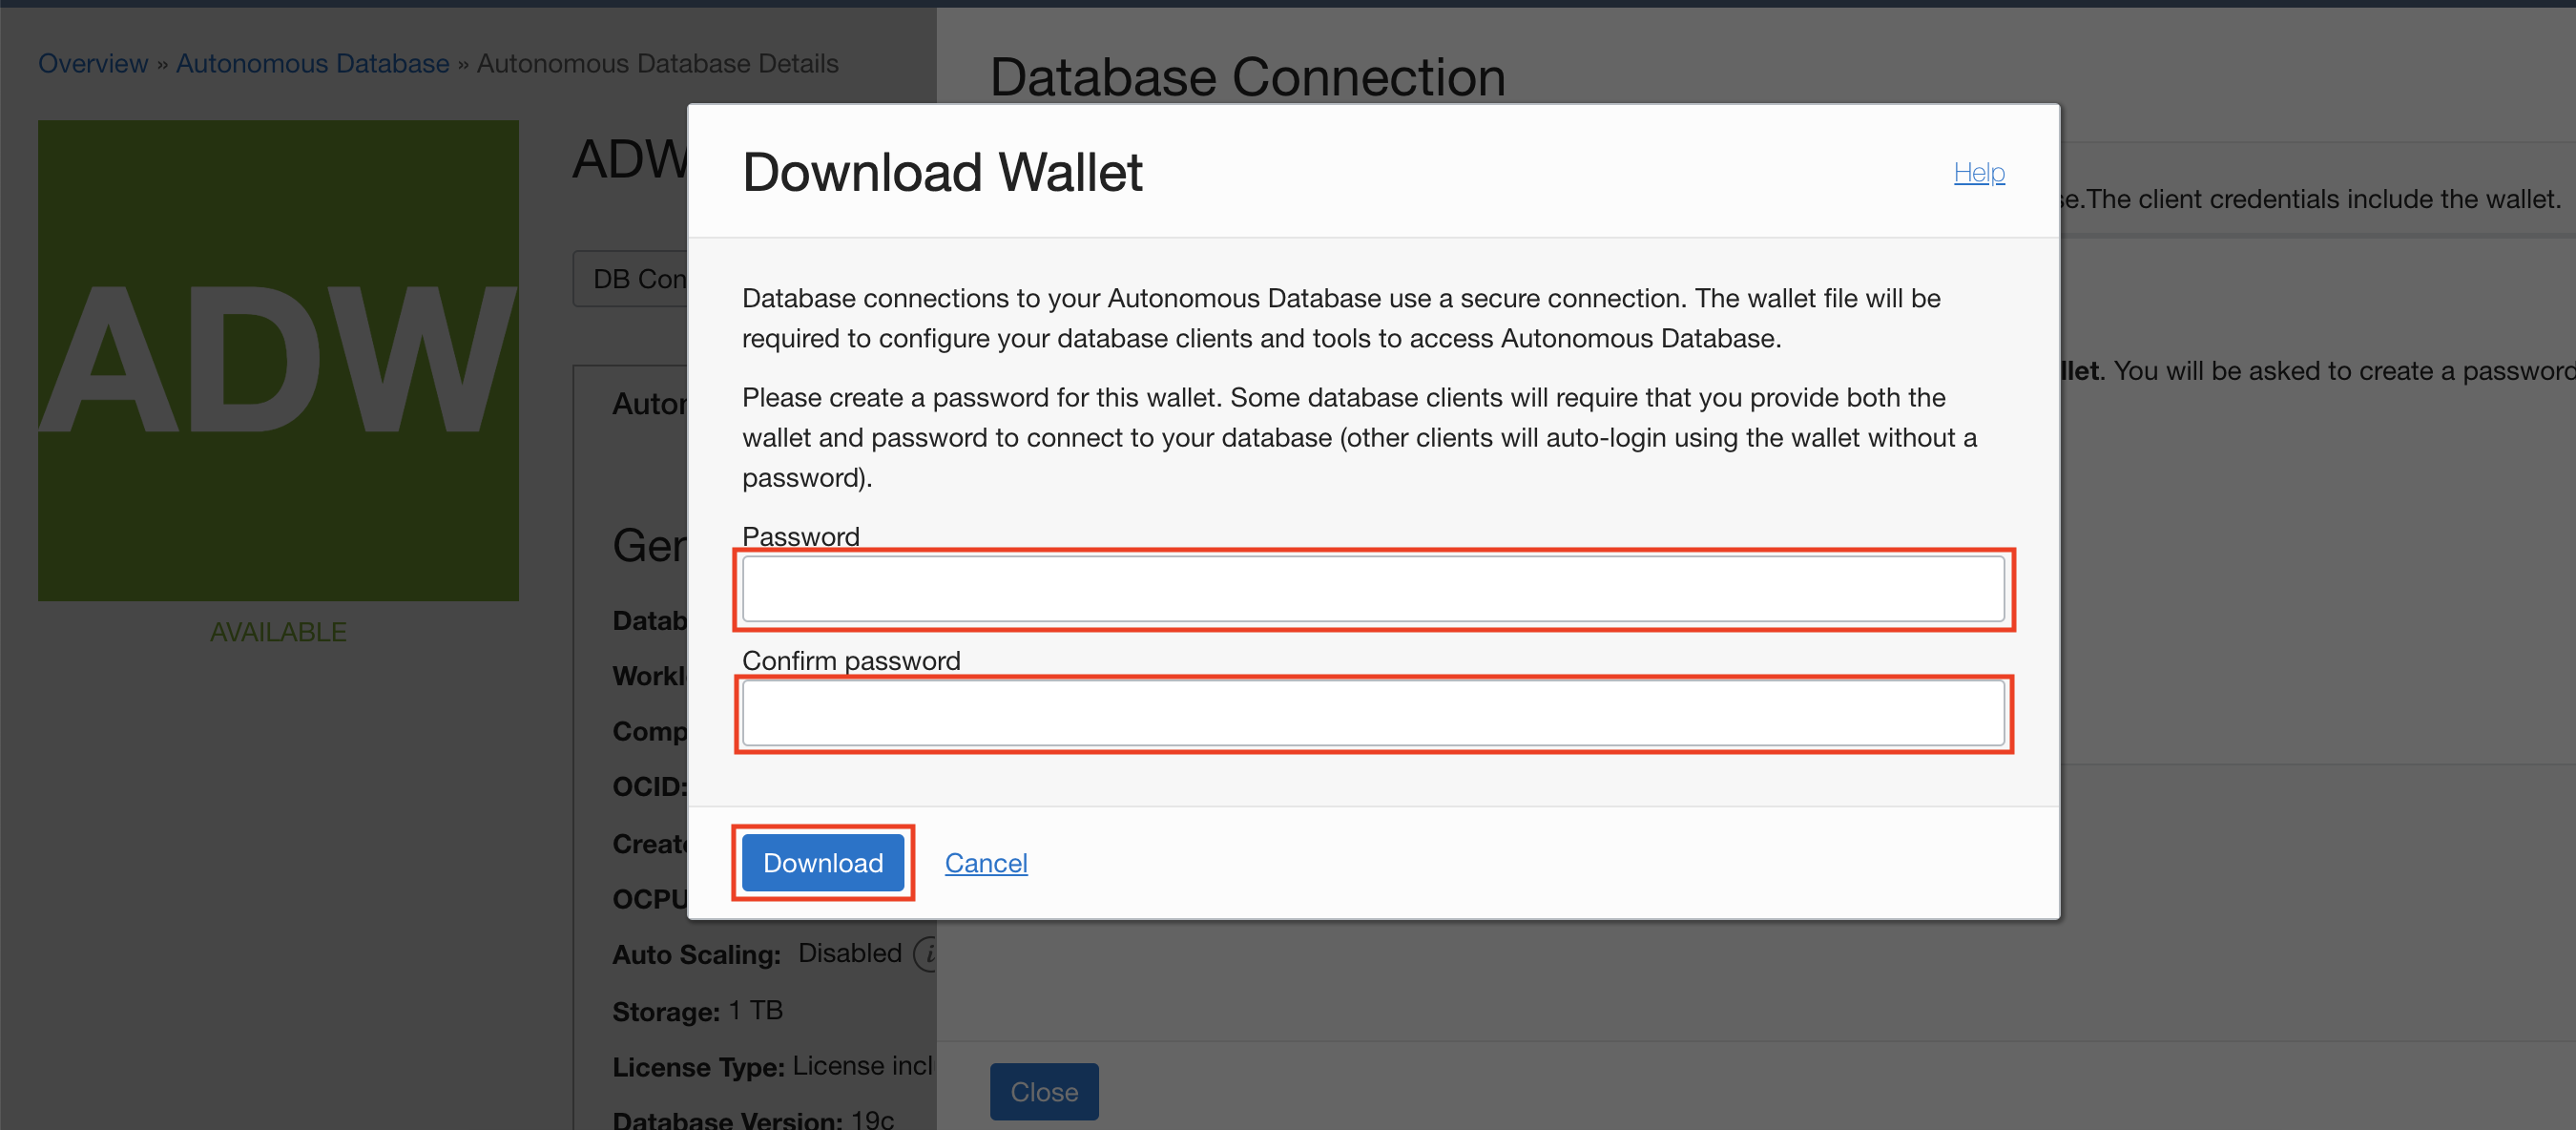 Overview » Autonomous Database » Autonomous Database Details
ADW
AVAILABLE
ADW
DB Con
Auton
Gen
Datab
Workl
Comp
OCID:
Create
OCPU
Auto Scaling: Disabled i
Storage: 1 TB
License Type: License incl
Database Version: 19c
Database Connection
se.The client credentials include the wallet.
llet. You will be asked to create a password
Close
Download Wallet
Help
Database connections to your Autonomous Database use a secure connection. The wallet file will be
required to configure your database clients and tools to access Autonomous Database.
Please create a password for this wallet. Some database clients will require that you provide both the
wallet and password to connect to your database (other clients will auto-login using the wallet without a
password).
Password
Confirm password
Download
Cancel